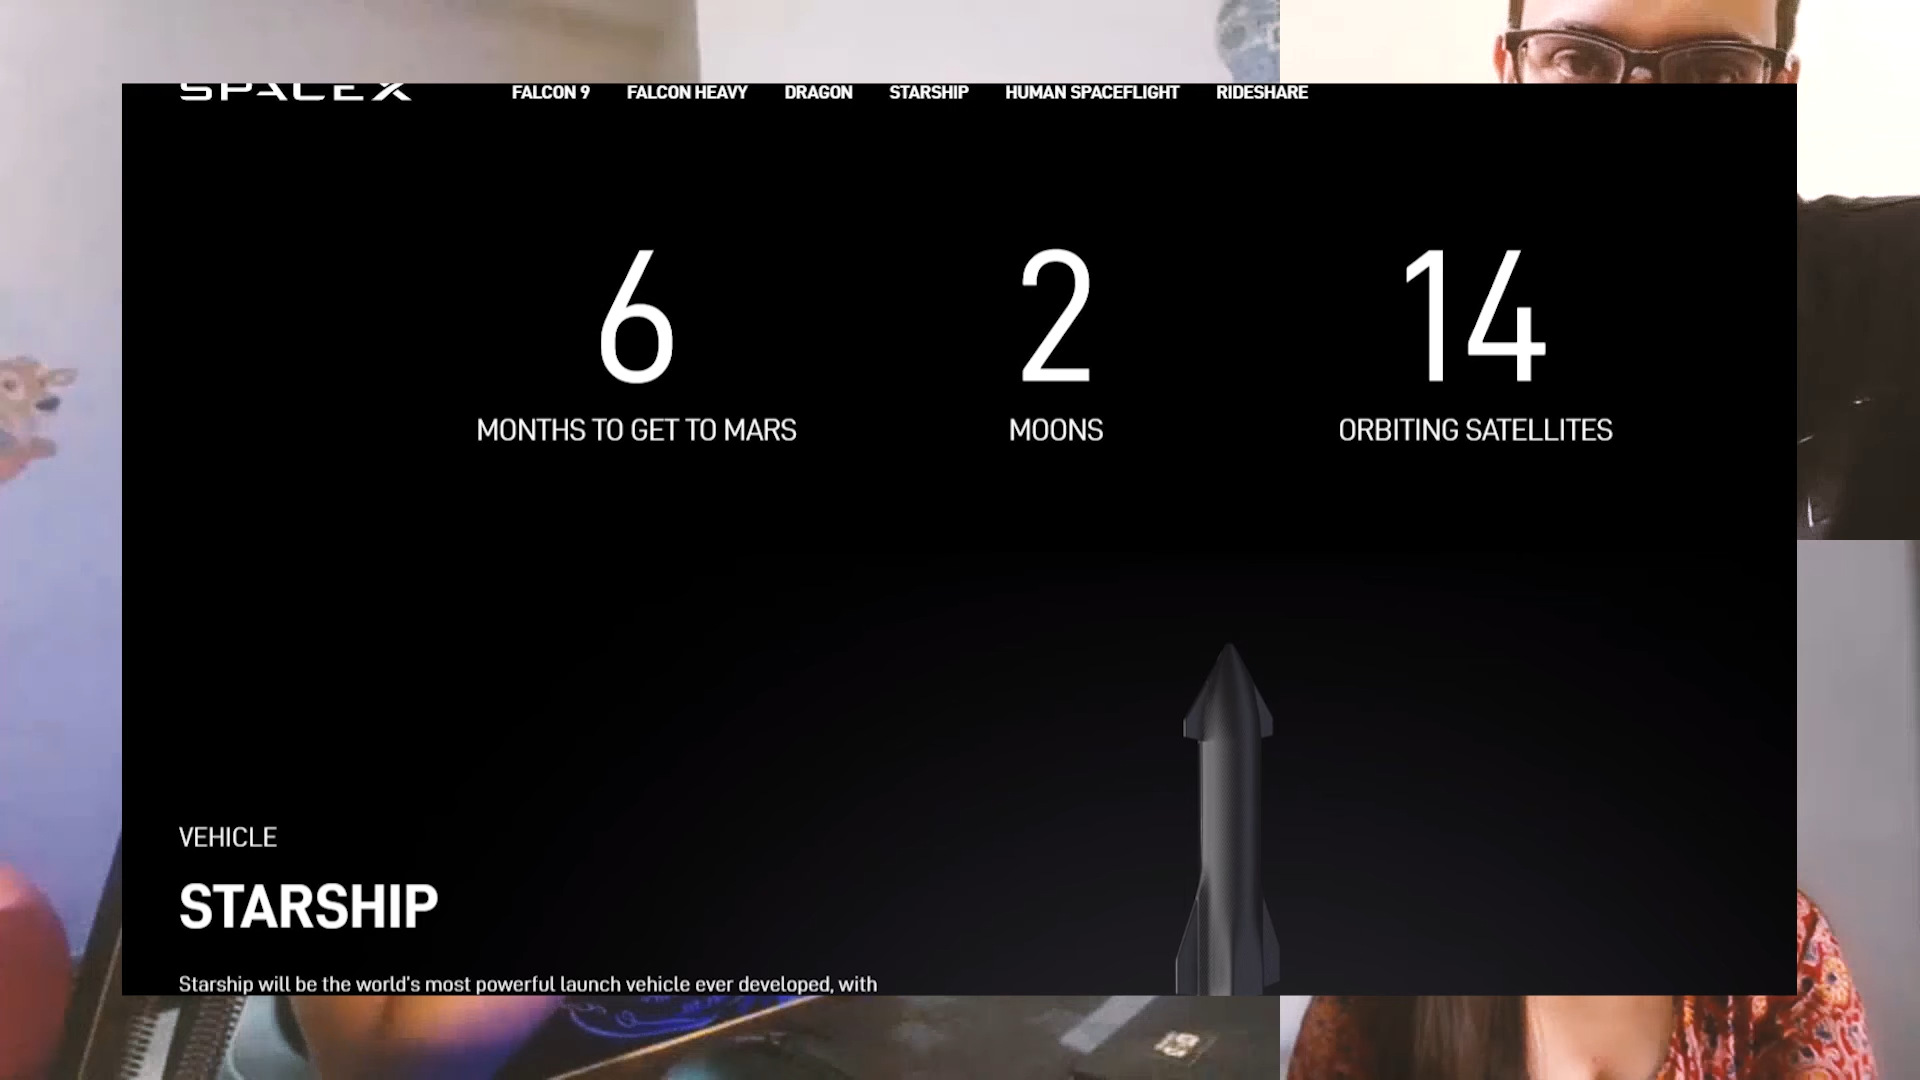 SPACEX
FALCON 9 FALCON HEAVY DRAGON STARSHIP HUMAN SPACEFLIGHT RIDESHARE
6 2 14
MONTHS TO GET TO MARS MOONS ORBITING SATELLITES
VEHICLE
STARSHIP
Starship will be the world's most powerful launch vehicle ever developed, with